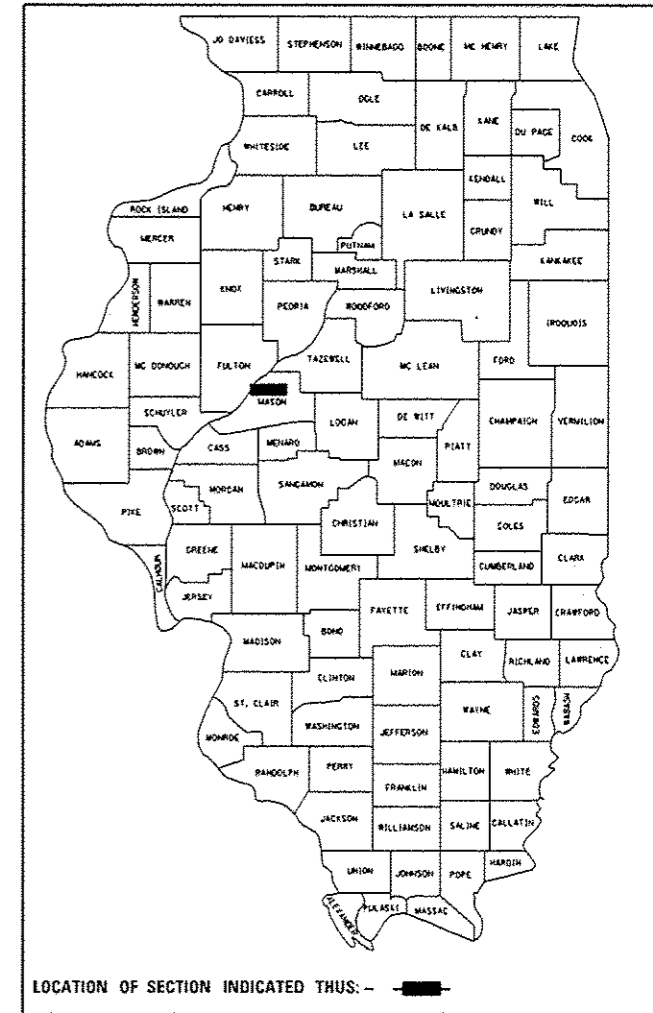 JO DAVIESS STEPHENSON WINNEBAGO BOONE MC HENRY LAKE
CARROLL OGLE DE KALB KANE DU PAGE COOK
WHITESIDE LEE KENDALL WILL
ROCK ISLAND HENRY BUREAU LA SALLE GRUNDY
MERCER PUTNAM KANKAKEE
STARK MARSHALL
HENDERSON WARREN KNOX PEORIA WOODFORD LIVINGSTON IROQUOIS
HANCOCK MC DONOUGH FULTON TAZEWELL MC LEAN FORD
MASON
SCHUYLER LOGAN DE WITT CHAMPAIGN VERMILION
ADAMS BROWN CASS MENARD PIATT
MACON
MORGAN SANGAMON DOUGLAS EDGAR
PIKE SCOTT MOULTRIE
CHRISTIAN COLES
GREENE SHELBY CLARK
CALHOUN MACOUPIN MONTGOMERY CUMBERLAND
JERSEY FAYETTE EFFINGHAM JASPER CRAWFORD
MADISON BOND
CLAY RICHLAND LAWRENCE
CLINTON MARION
ST. CLAIR WAYNE EDWARDS WABASH
WASHINGTON JEFFERSON
MONROE
RANDOLPH PERRY HAMILTON WHITE
FRANKLIN
JACKSON WILLIAMSON SALINE GALLATIN
UNION JOHNSON POPE HARDIN
ALEXANDER PULASKI MASSAC
LOCATION OF SECTION INDICATED THUS: -